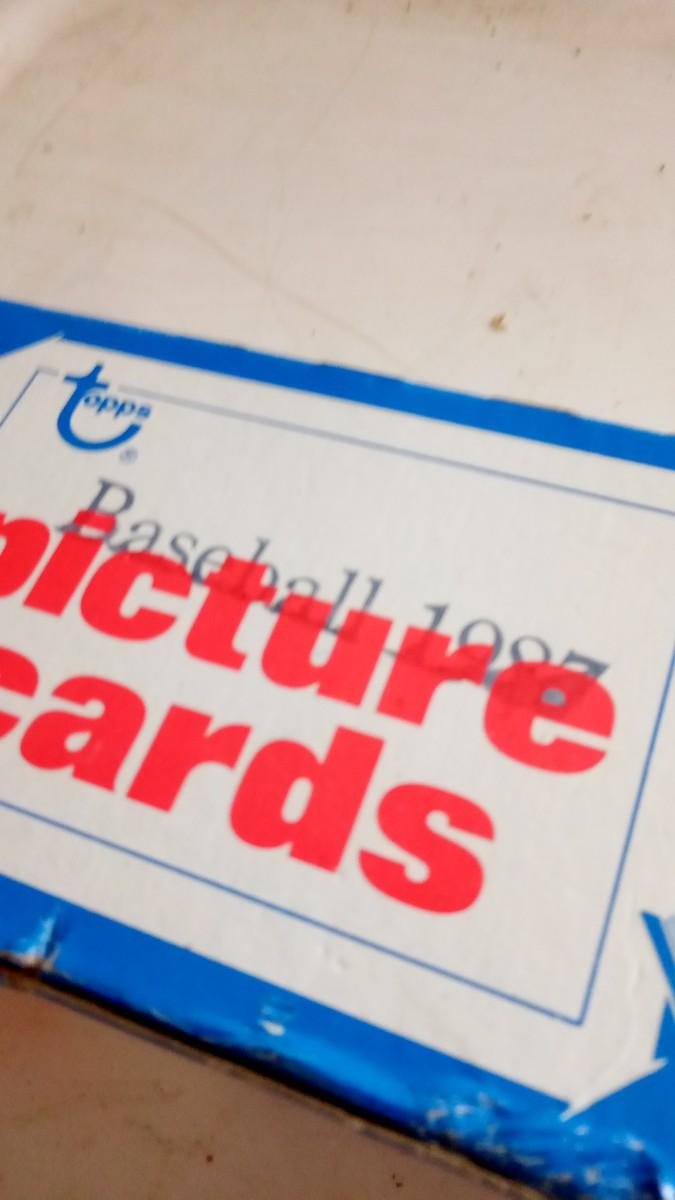 topps
®
Baseball 1987
picture
cards